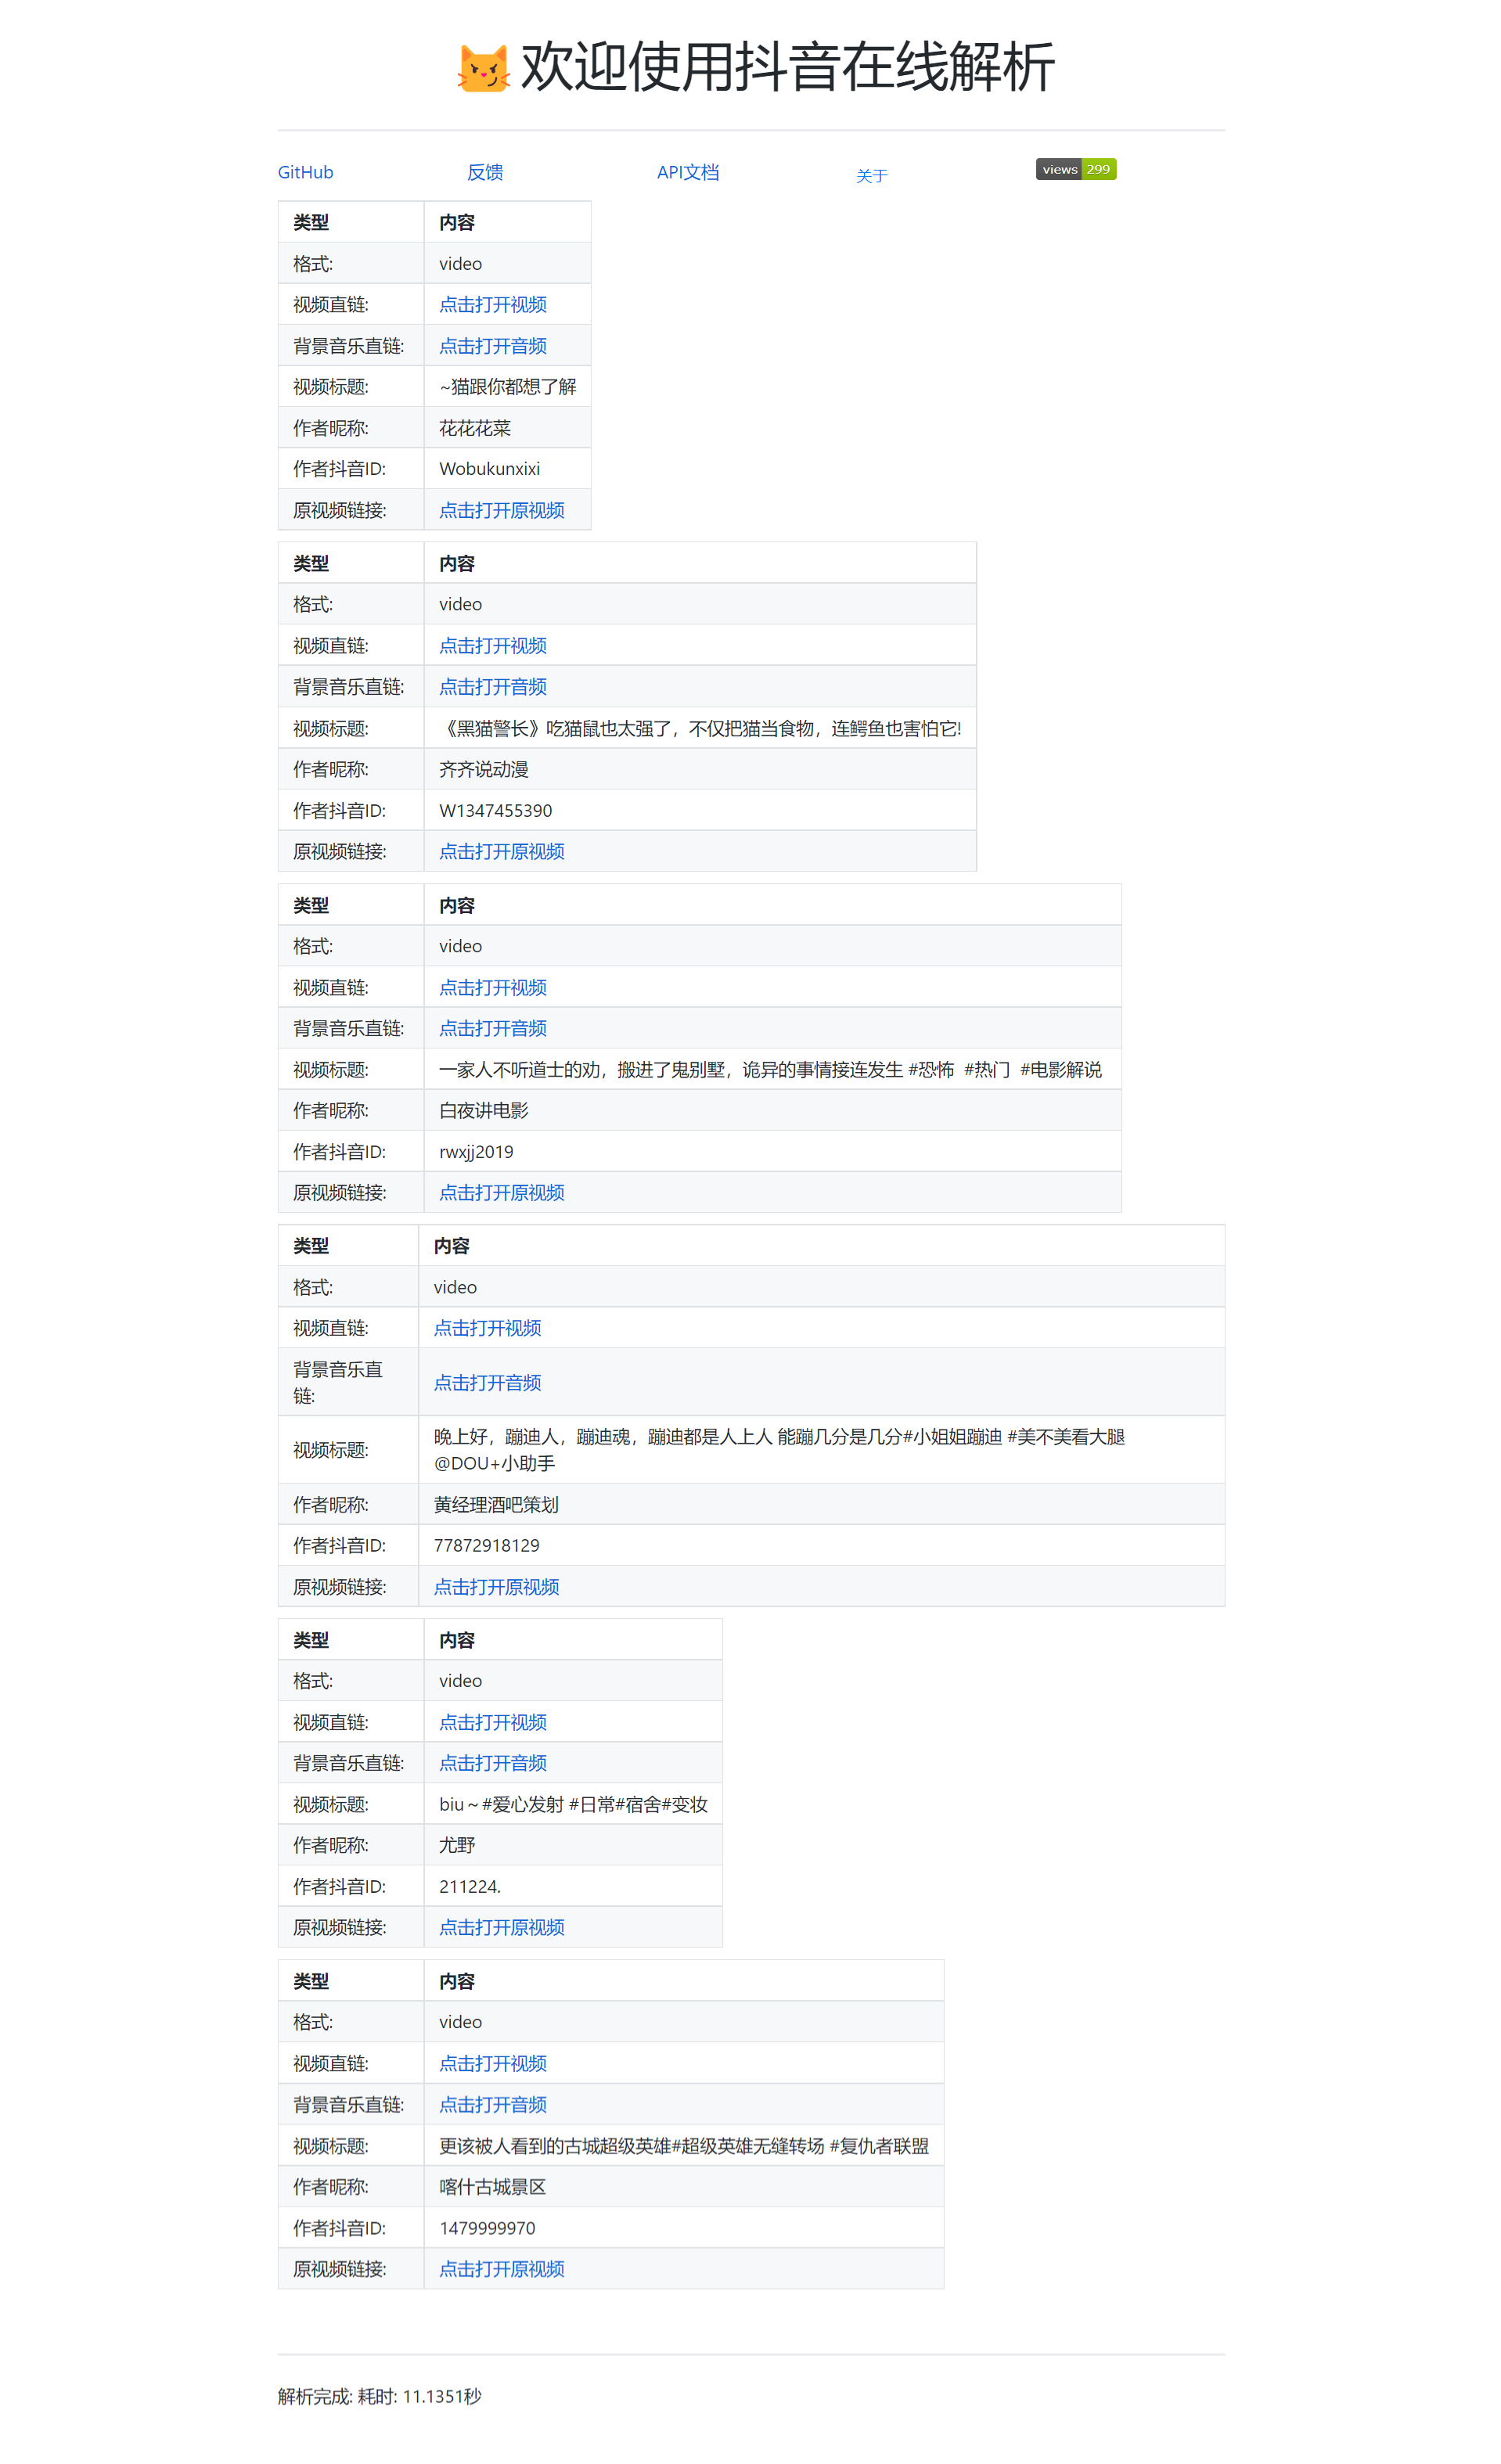 欢迎使用抖音在线解析
GitHub 反馈 API文档 关于 views 299
类型 内容
格式: video
视频直链: 点击打开视频
背景音乐直链: 点击打开音频
视频标题: ~猫跟你都想了解
作者昵称: 花花花菜
作者抖音ID: Wobukunxixi
原视频链接: 点击打开原视频
类型 内容
格式: video
视频直链: 点击打开视频
背景音乐直链: 点击打开音频
视频标题: 《黑猫警长》吃猫鼠也太强了，不仅把猫当食物，连鳄鱼也害怕它!
作者昵称: 齐齐说动漫
作者抖音ID: W1347455390
原视频链接: 点击打开原视频
类型 内容
格式: video
视频直链: 点击打开视频
背景音乐直链: 点击打开音频
视频标题: 一家人不听道士的劝，搬进了鬼别墅，诡异的事情接连发生 #恐怖 #热门 #电影解说
作者昵称: 白夜讲电影
作者抖音ID: rwxjj2019
原视频链接: 点击打开原视频
类型 内容
格式: video
视频直链: 点击打开视频
背景音乐直
链: 点击打开音频
视频标题: 晚上好，蹦迪人，蹦迪魂，蹦迪都是人上人 能蹦几分是几分#小姐姐蹦迪 #美不美看大腿
@DOU+小助手
作者昵称: 黄经理酒吧策划
作者抖音ID: 77872918129
原视频链接: 点击打开原视频
类型 内容
格式: video
视频直链: 点击打开视频
背景音乐直链: 点击打开音频
视频标题: biu～#爱心发射 #日常#宿舍#变妆
作者昵称: 尤野
作者抖音ID: 211224.
原视频链接: 点击打开原视频
类型 内容
格式: video
视频直链: 点击打开视频
背景音乐直链: 点击打开音频
视频标题: 更该被人看到的古城超级英雄#超级英雄无缝转场 #复仇者联盟
作者昵称: 喀什古城景区
作者抖音ID: 1479999970
原视频链接: 点击打开原视频
解析完成: 耗时: 11.1351秒